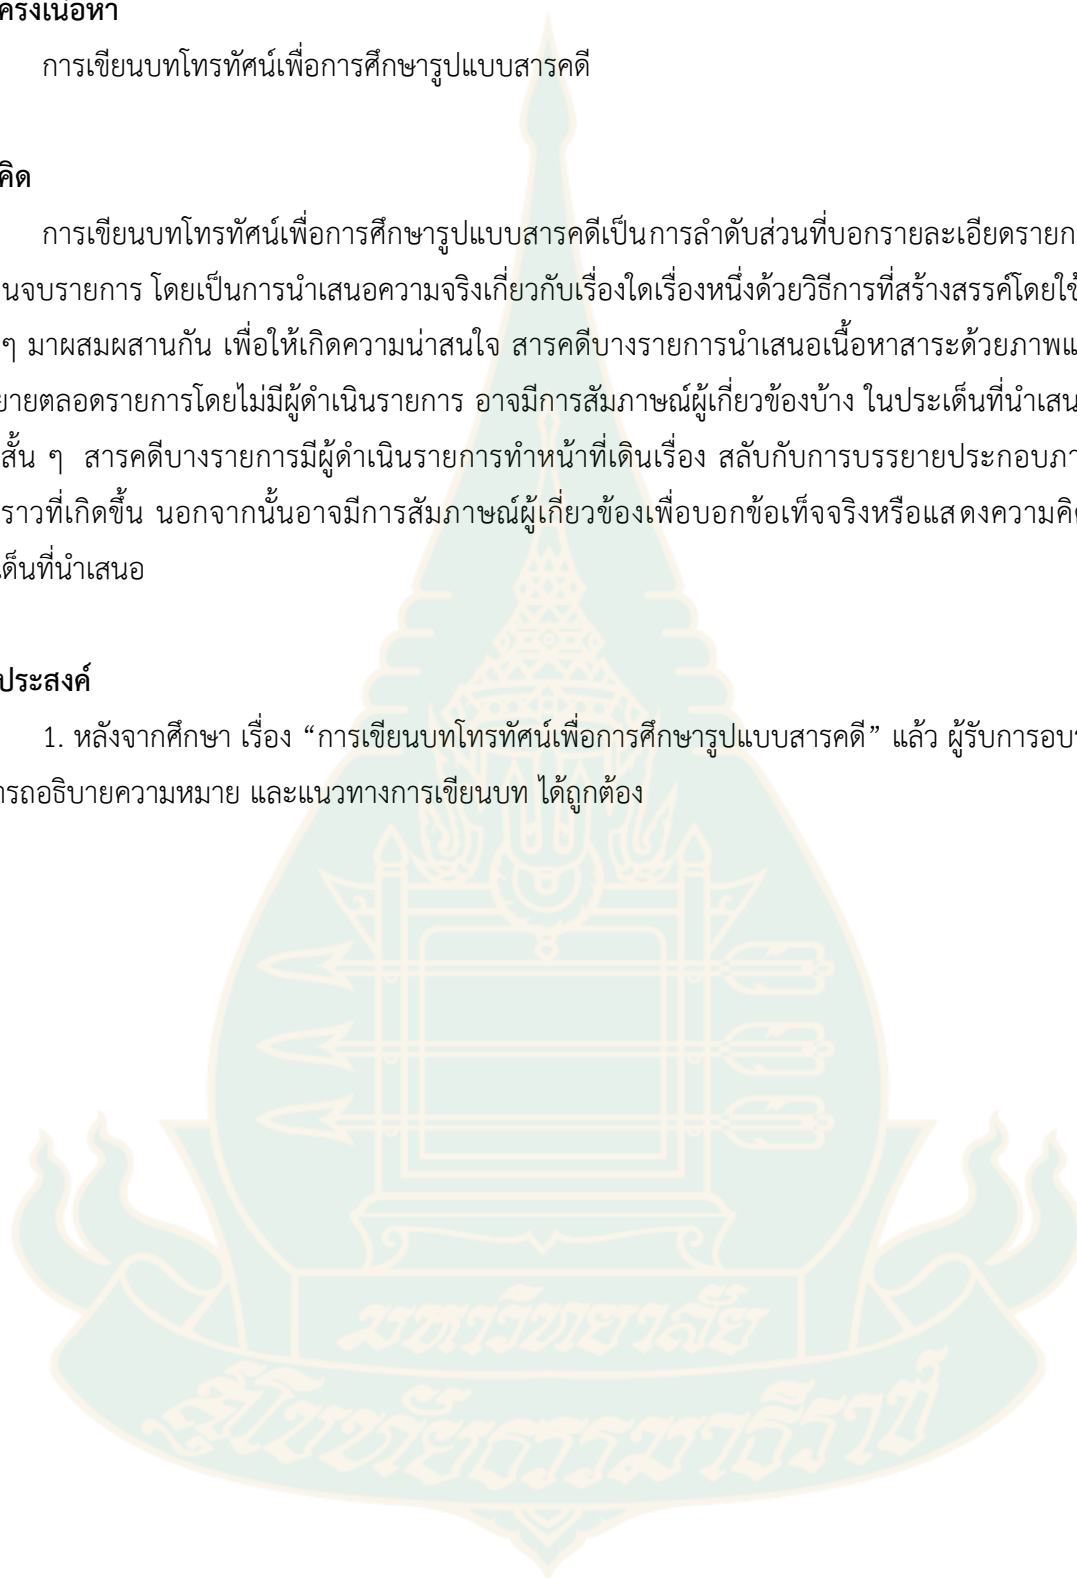 ครงเนื้อหา
การเขียนบทโทรทัศน์เพื่อการศึกษารูปแบบสารคดี
คิด
การเขียนบทโทรทัศน์เพื่อการศึกษารูปแบบสารคดีเป็นการลำดับส่วนที่บอกรายละเอียดรายก
นจบรายการ โดยเป็นการนำเสนอความจริงเกี่ยวกับเรื่องใดเรื่องหนึ่งด้วยวิธีการที่สร้างสรรค์โดยใช้
ๆ มาผสมผสานกัน เพื่อให้เกิดความน่าสนใจ สารคดีบางรายการนำเสนอเนื้อหาสาระด้วยภาพแ
ยายตลอดรายการโดยไม่มีผู้ดำเนินรายการ อาจมีการสัมภาษณ์ผู้เกี่ยวข้องบ้าง ในประเด็นที่นำเสน
สั้น ๆ สารคดีบางรายการมีผู้ดำเนินรายการทำหน้าที่เดินเรื่อง สลับกับการบรรยายประกอบภา
ราวที่เกิดขึ้น นอกจากนั้นอาจมีการสัมภาษณ์ผู้เกี่ยวข้องเพื่อบอกข้อเท็จจริงหรือแสดงความคิด
เด็นที่นำเสนอ
ประสงค์
1. หลังจากศึกษา เรื่อง “การเขียนบทโทรทัศน์เพื่อการศึกษารูปแบบสารคดี” แล้ว ผู้รับการอบร
ารถอธิบายความหมาย และแนวทางการเขียนบท ได้ถูกต้อง
มหาวิทยาลัย
สุโขทัยธรรมาธิราช